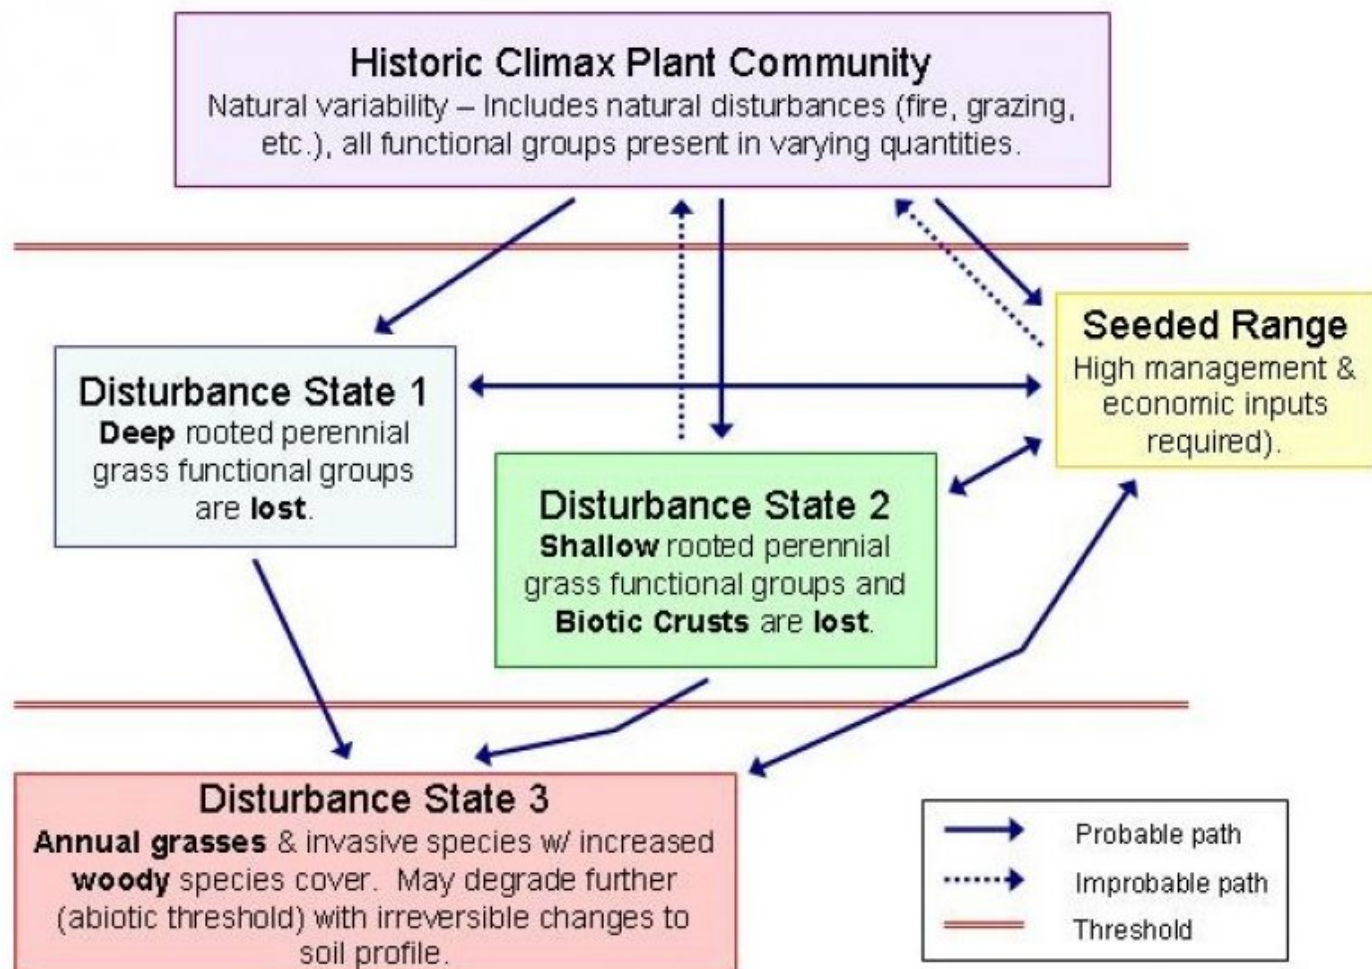 Historic Climax Plant Community
Natural variability – Includes natural disturbances (fire, grazing,
etc.), all functional groups present in varying quantities.
Seeded Range
High management &
economic inputs
required).
Disturbance State 1
Deep rooted perennial
grass functional groups
are lost.
Disturbance State 2
Shallow rooted perennial
grass functional groups and
Biotic Crusts are lost.
Disturbance State 3
Annual grasses & invasive species w/ increased
woody species cover. May degrade further
(abiotic threshold) with irreversible changes to
soil profile.
Probable path
Improbable path
Threshold